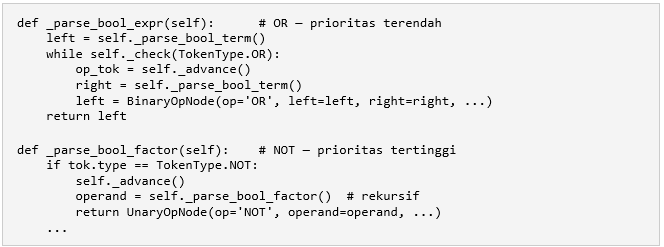 def _parse_bool_expr(self):      # OR — prioritas terendah
    left = self._parse_bool_term()
    while self._check(TokenType.OR):
        op_tok = self._advance()
        right = self._parse_bool_term()
        left = BinaryOpNode(op='OR', left=left, right=right, ...)
    return left

def _parse_bool_factor(self):    # NOT — prioritas tertinggi
    if tok.type == TokenType.NOT:
        self._advance()
        operand = self._parse_bool_factor()  # rekursif
        return UnaryOpNode(op='NOT', operand=operand, ...)
    ...